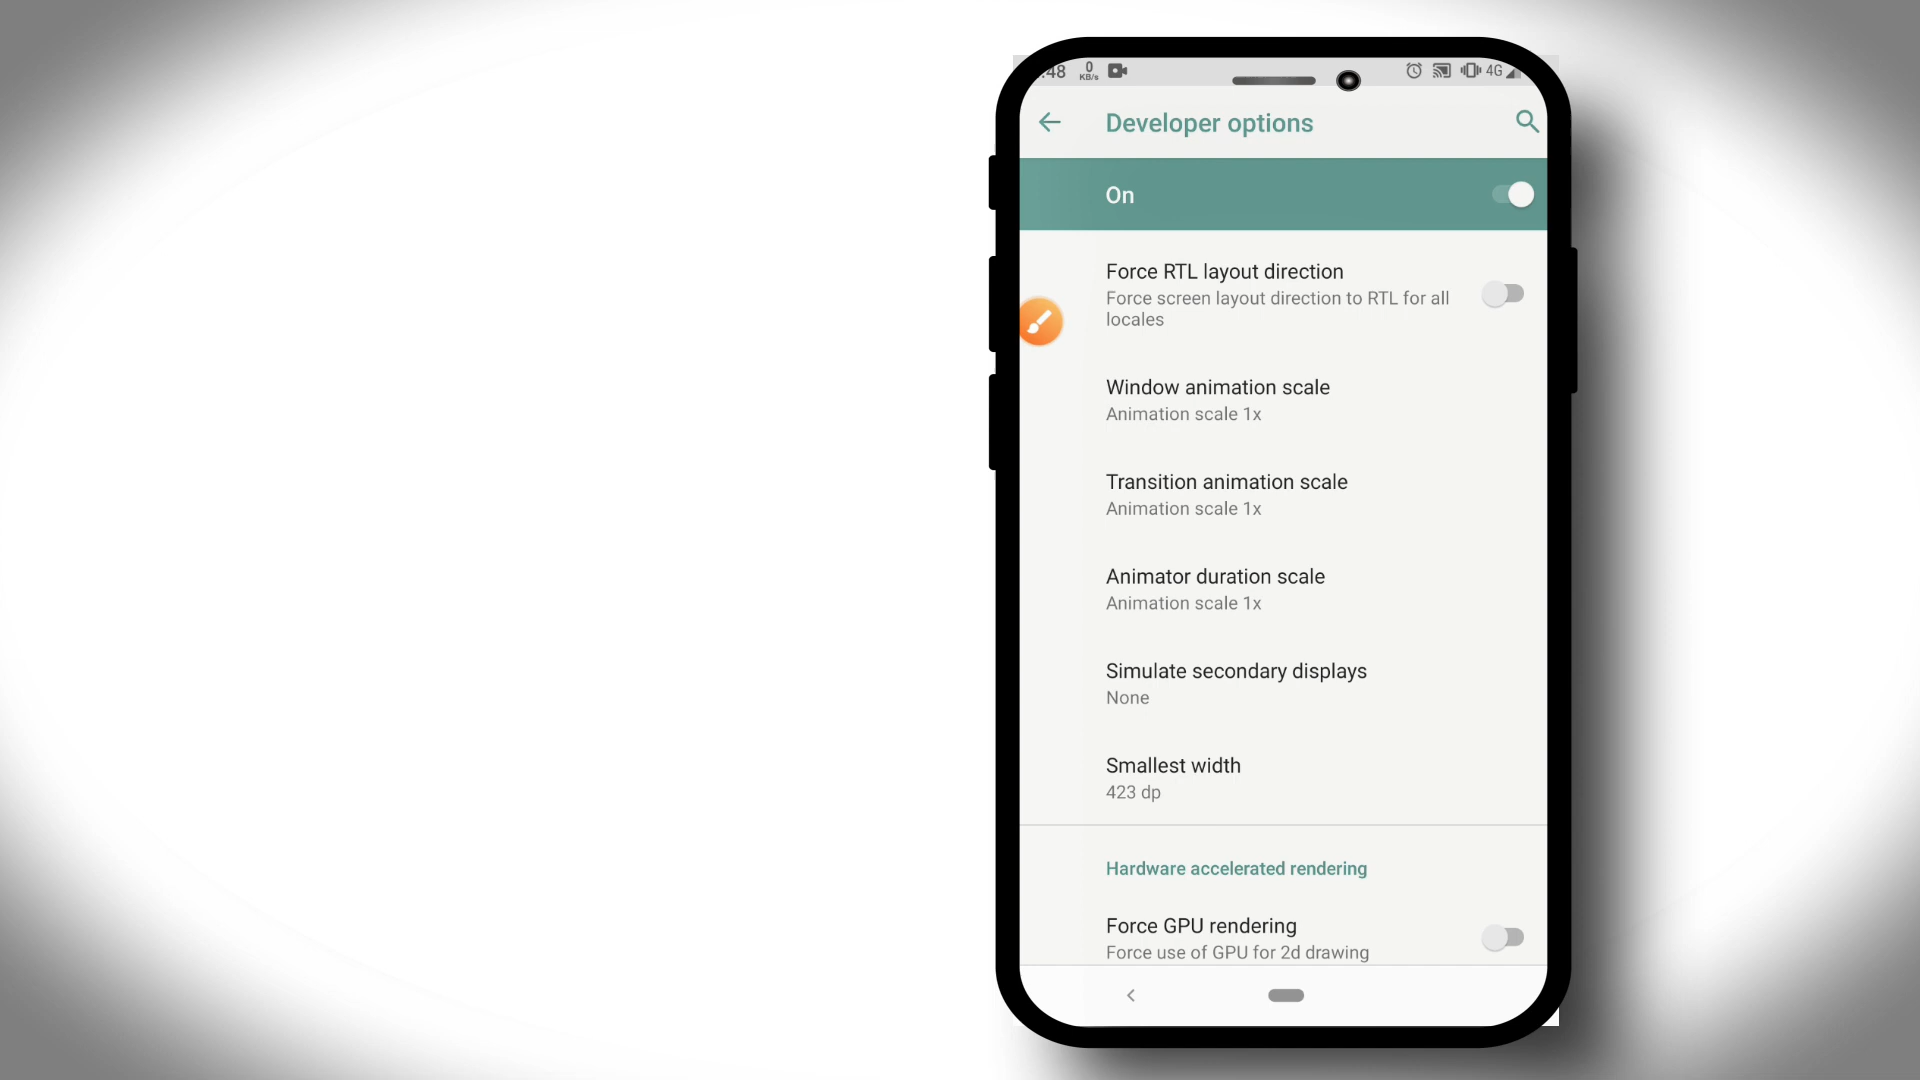 :48 0 KB/s 4G
Developer options
On
Force RTL layout direction
Force screen layout direction to RTL for all
locales
Window animation scale
Animation scale 1x
Transition animation scale
Animation scale 1x
Animator duration scale
Animation scale 1x
Simulate secondary displays
None
Smallest width
423 dp
Hardware accelerated rendering
Force GPU rendering
Force use of GPU for 2d drawing